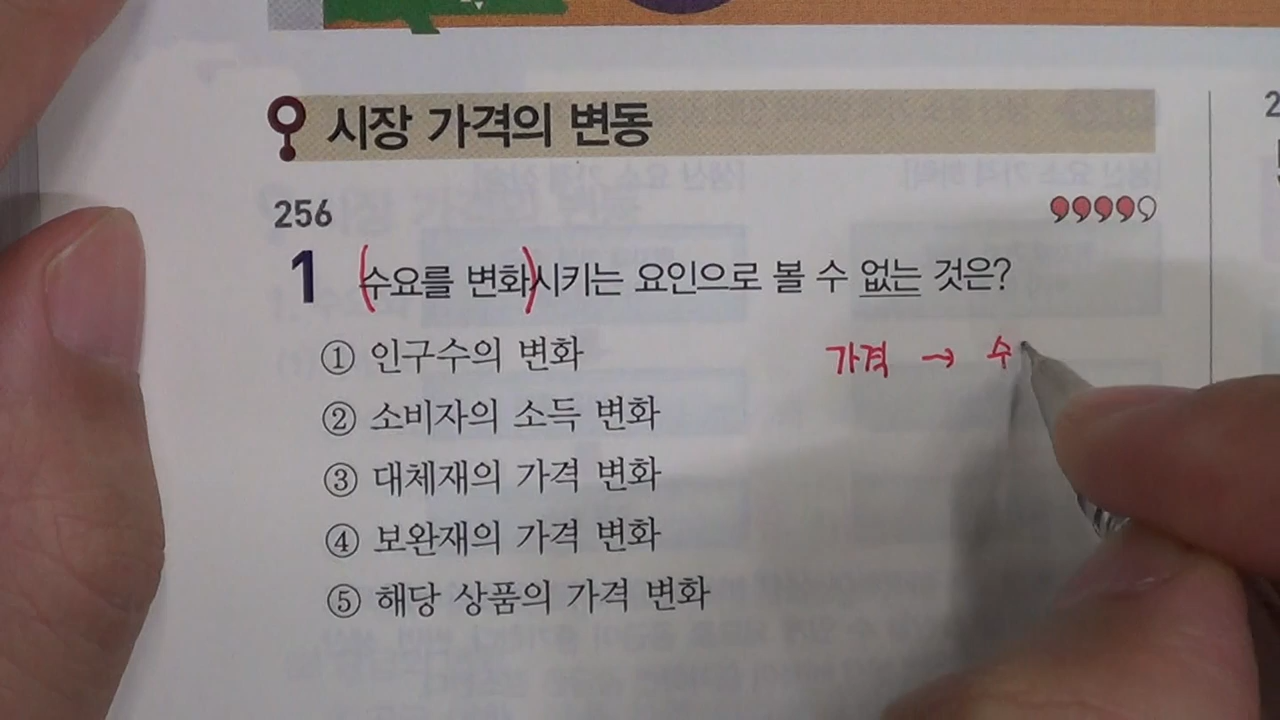 시장 가격의 변동
256
1 수요를 변화시키는 요인으로 볼 수 없는 것은?
① 인구수의 변화
가격 → 수
② 소비자의 소득 변화
③ 대체재의 가격 변화
④ 보완재의 가격 변화
⑤ 해당 상품의 가격 변화
2